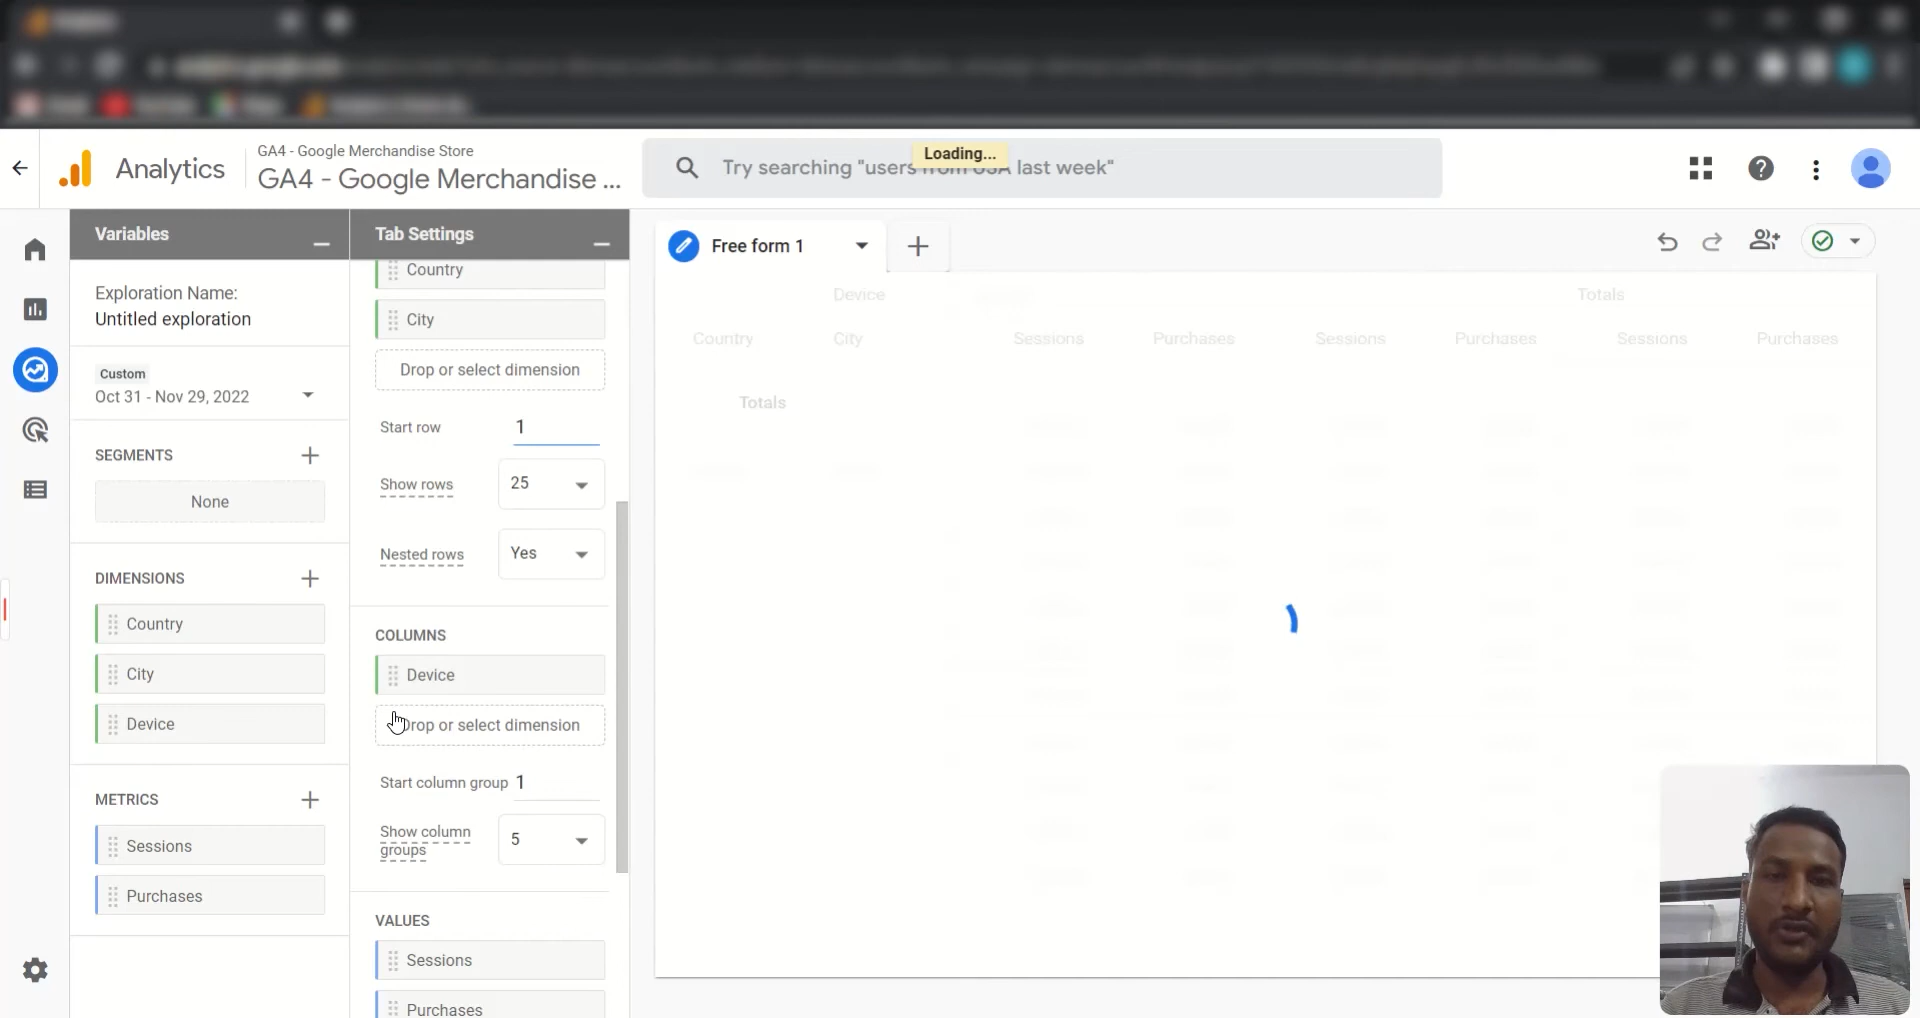 GA4 - Google Merchandise Store
Analytics
GA4 - Google Merchandise ...
Try searching "users from USA last week"
Loading...
Variables
Tab Settings
Free form 1
Exploration Name:
Untitled exploration
Custom
Oct 31 - Nov 29, 2022
SEGMENTS
None
DIMENSIONS
Country
City
Device
METRICS
Sessions
Purchases
Country
City
Drop or select dimension
Start row 1
Show rows 25
Nested rows Yes
COLUMNS
Device
Drop or select dimension
Start column group 1
Show column groups 5
VALUES
Sessions
Purchases
Device Totals
Country City Sessions Purchases Sessions Purchases Sessions Purchases
Totals